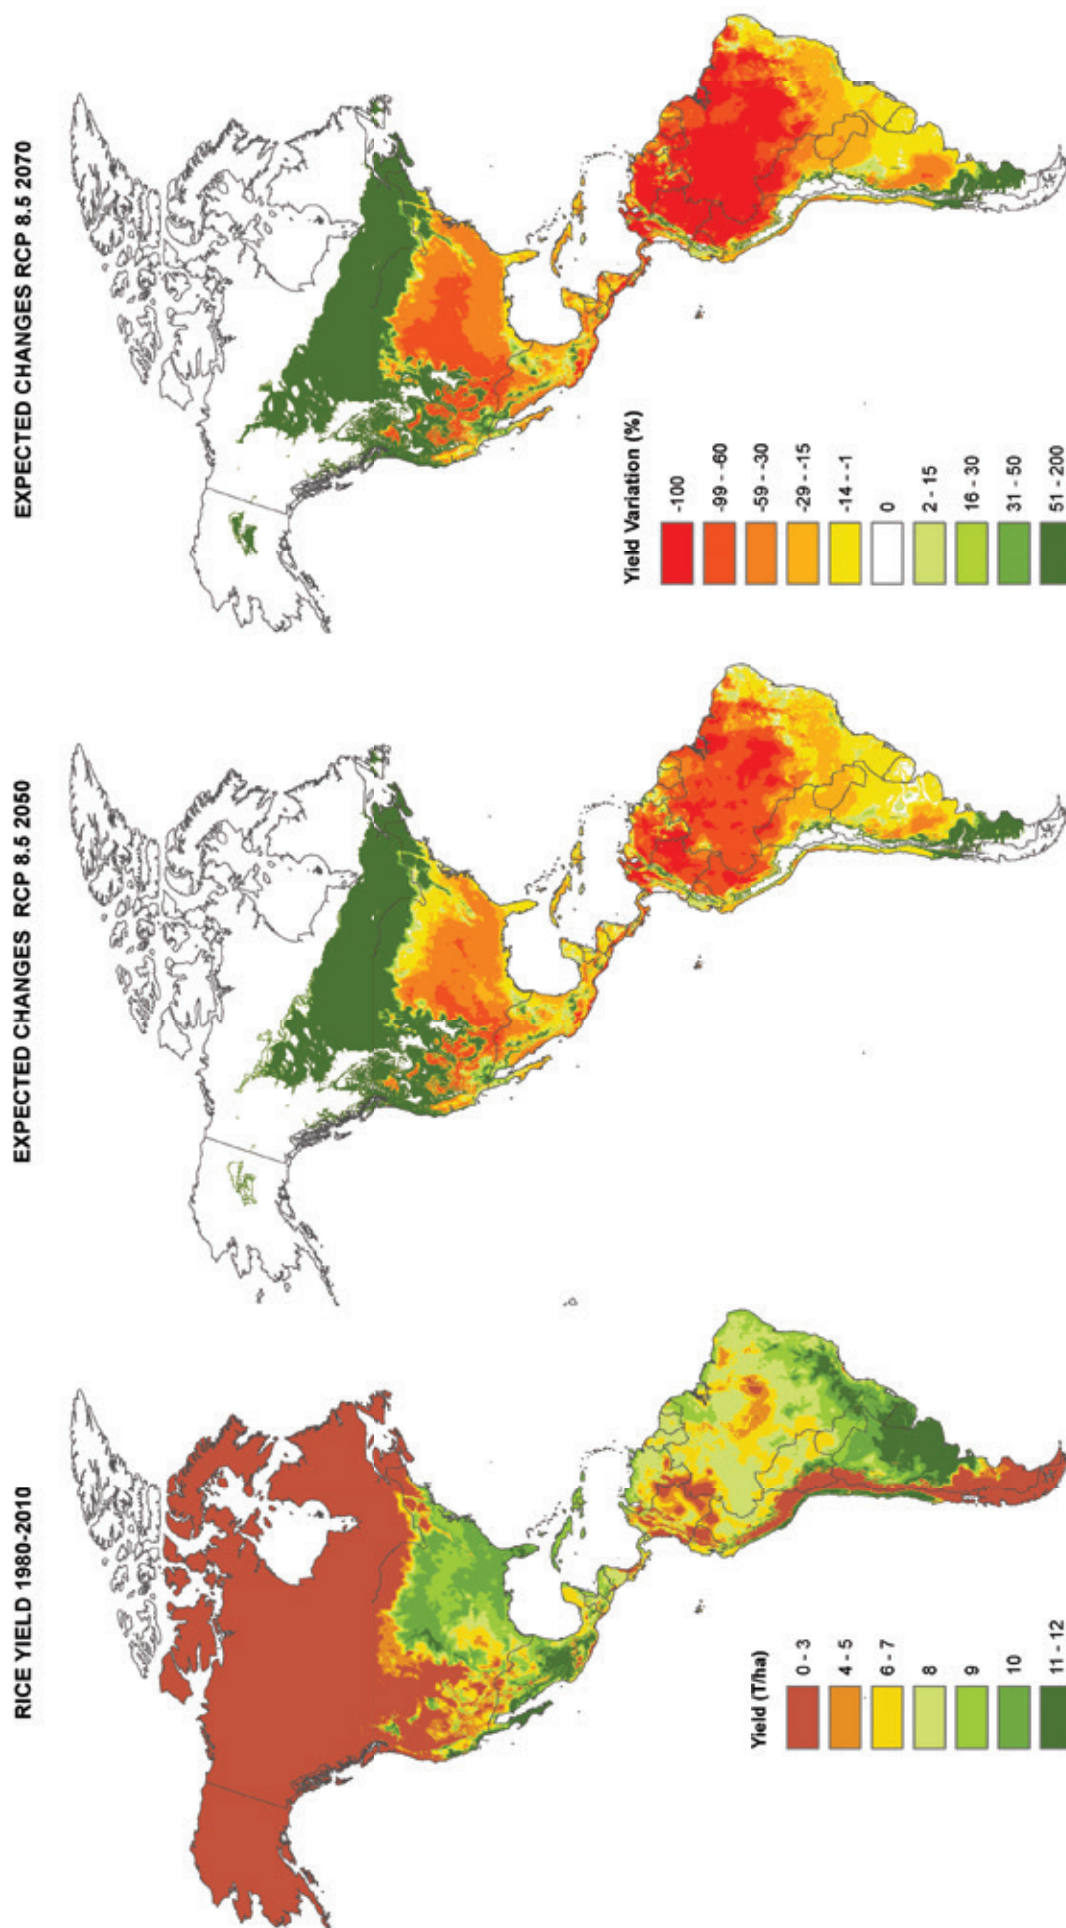 RICE YIELD 1980-2010
EXPECTED CHANGES RCP 8.5 2050
EXPECTED CHANGES RCP 8.5 2070
Yield (T/ha)
0 - 3
4 - 5
6 - 7
8
9
10
11 - 12
Yield Variation (%)
-100
-99 - -60
-59 - -30
-29 - -15
-14 - -1
0
2 - 15
16 - 30
31 - 50
51 - 200